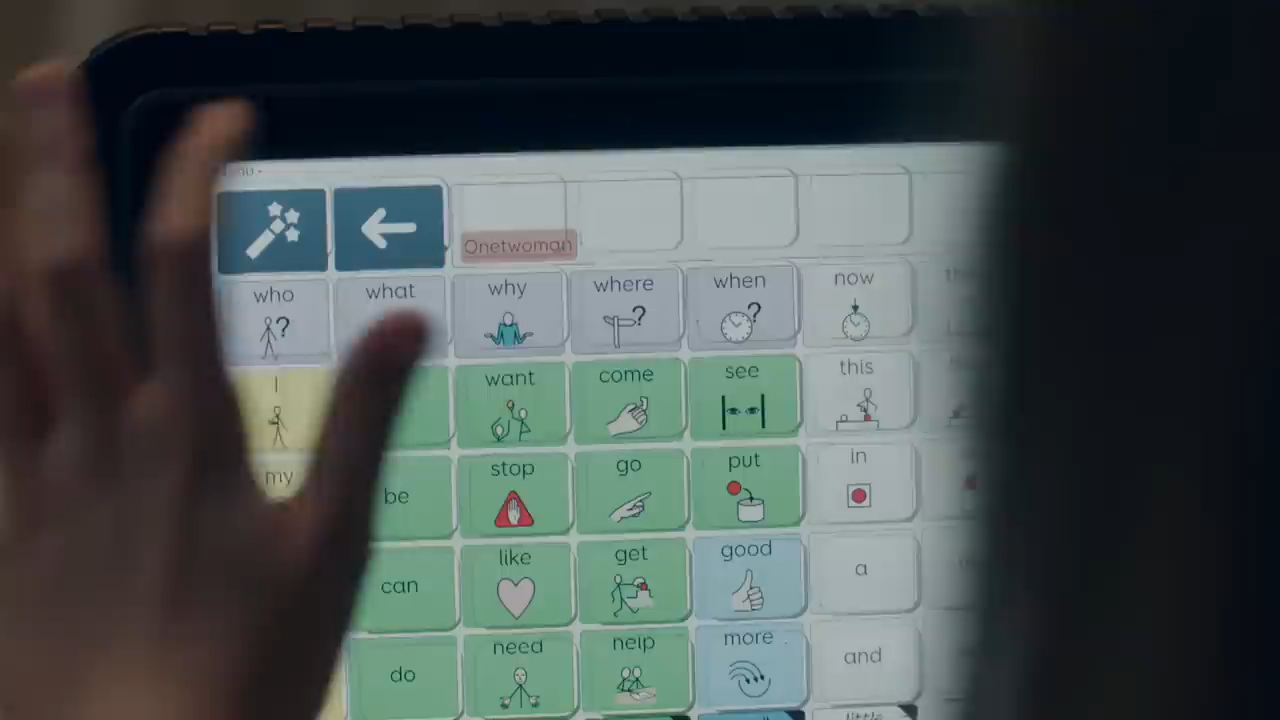 Onetwoman
who what why where when now
I want come see this
my be stop go put in
can like get good a
do need help more and
little